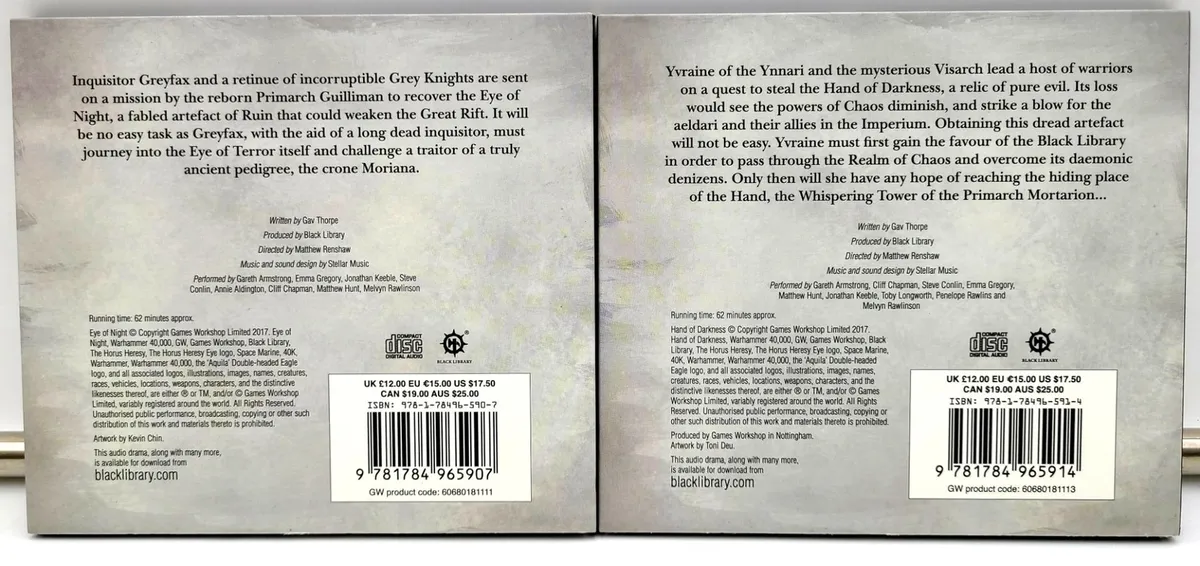 Inquisitor Greyfax and a retinue of incorruptible Grey Knights are sent
on a mission by the reborn Primarch Guilliman to recover the Eye of
Night, a fabled artefact of Ruin that could weaken the Great Rift. It will
be no easy task as Greyfax, with the aid of a long dead inquisitor, must
journey into the Eye of Terror itself and challenge a traitor of a truly
ancient pedigree, the crone Moriana.
Written by Gav Thorpe
Produced by Black Library
Directed by Matthew Renshaw
Music and sound design by Stellar Music
Performed by Gareth Armstrong, Emma Gregory, Jonathan Keeble, Steve
Conlin, Annie Aldington, Cliff Chapman, Matthew Hunt, Melvyn Rawlinson
Running time: 62 minutes approx.
Eye of Night © Copyright Games Workshop Limited 2017. Eye of
Night, Warhammer 40,000, GW, Games Workshop, Black Library,
The Horus Heresy, The Horus Heresy Eye logo, Space Marine, 40K,
Warhammer, Warhammer 40,000, the 'Aquila' Double-headed Eagle
logo, and all associated logos, illustrations, images, names, creatures,
races, vehicles, locations, weapons, characters, and the distinctive
likenesses thereof, are either ® or TM, and/or © Games Workshop
Limited, variably registered around the world. All Rights Reserved.
Unauthorised public performance, broadcasting, copying or other such
distribution of this work and materials thereto is prohibited.
Artwork by Kevin Chin.
This audio drama, along with many more,
is available for download from
blacklibrary.com
COMPACT
disc
DIGITAL AUDIO
BLACK LIBRARY
UK £12.00 EU €15.00 US $17.50
CAN $19.00 AUS $25.00
ISBN: 978-1-78496-590-7
9 781784 965907
GW product code: 60680181111
Yvraine of the Ynnari and the mysterious Visarch lead a host of warriors
on a quest to steal the Hand of Darkness, a relic of pure evil. Its loss
would see the powers of Chaos diminish, and strike a blow for the
aeldari and their allies in the Imperium. Obtaining this dread artefact
will not be easy. Yvraine must first gain the favour of the Black Library
in order to pass through the Realm of Chaos and overcome its daemonic
denizens. Only then will she have any hope of reaching the hiding place
of the Hand, the Whispering Tower of the Primarch Mortarion...
Written by Gav Thorpe
Produced by Black Library
Directed by Matthew Renshaw
Music and sound design by Stellar Music
Performed by Gareth Armstrong, Cliff Chapman, Steve Conlin, Emma Gregory,
Matthew Hunt, Jonathan Keeble, Toby Longworth, Penelope Rawlins and
Melvyn Rawlinson
Running time: 62 minutes approx.
Hand of Darkness © Copyright Games Workshop Limited 2017.
Hand of Darkness, Warhammer 40,000, GW, Games Workshop, Black
Library, The Horus Heresy, The Horus Heresy Eye logo, Space Marine,
40K, Warhammer, Warhammer 40,000, the 'Aquila' Double-headed
Eagle logo, and all associated logos, illustrations, images, names,
creatures, races, vehicles, locations, weapons, characters, and the
distinctive likenesses thereof, are either ® or TM, and/or © Games
Workshop Limited, variably registered around the world. All Rights
Reserved. Unauthorised public performance, broadcasting, copying or
other such distribution of this work and materials thereto is prohibited.
Produced by Games Workshop in Nottingham.
Artwork by Toni Deu.
This audio drama, along with many more,
is available for download from
blacklibrary.com
COMPACT
disc
DIGITAL AUDIO
BLACK LIBRARY
UK £12.00 EU €15.00 US $17.50
CAN $19.00 AUS $25.00
ISBN: 978-1-78496-591-4
9 781784 965914
GW product code: 60680181113